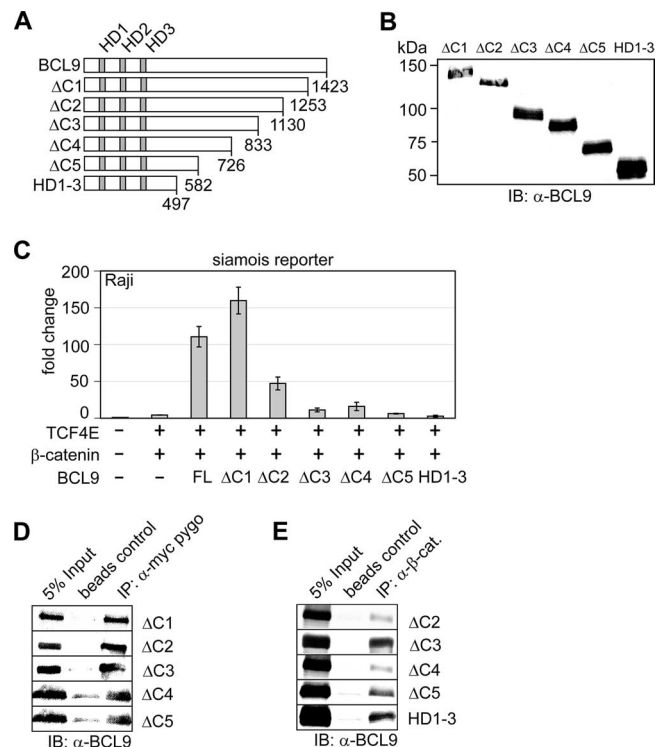 A
HD1
HD2
HD3
BCL9
ΔC1
1423
ΔC2
1253
ΔC3
1130
ΔC4
833
ΔC5
726
HD1-3
582
497
B
kDa
ΔC1 ΔC2 ΔC3 ΔC4 ΔC5 HD1-3
150
100
75
50
IB: α-BCL9
C
siamois reporter
Raji
fold change
200
150
100
50
0
TCF4E – + + + + + + + +
β-catenin – + + + + + + + +
BCL9 – – FL ΔC1 ΔC2 ΔC3 ΔC4 ΔC5 HD1-3
D
5% Input
beads control
IP: α-myc pygo
ΔC1
ΔC2
ΔC3
ΔC4
ΔC5
IB: α-BCL9
E
5% Input
beads control
IP: α-β-cat.
ΔC2
ΔC3
ΔC4
ΔC5
HD1-3
IB: α-BCL9